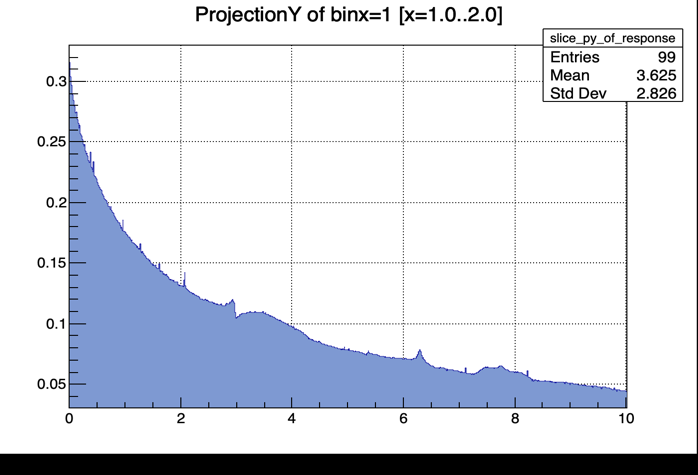 ProjectionY of binx=1 [x=1.0..2.0]
slice_py_of_response
Entries 99
Mean 3.625
Std Dev 2.826
0.3
0.25
0.2
0.15
0.1
0.05
0 2 4 6 8 10